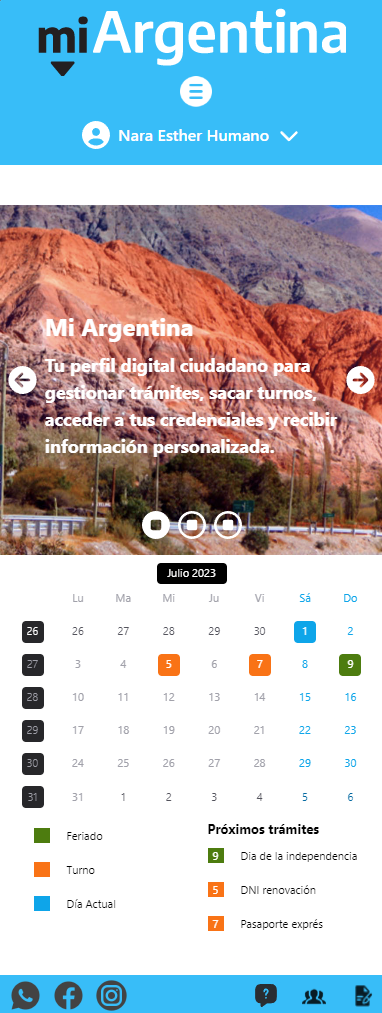 mi Argentina
Nara Esther Humano
Mi Argentina
Tu perfil digital ciudadano para
gestionar trámites, sacar turnos,
acceder a tus credenciales y recibir
información personalizada.
Julio 2023
Lu Ma Mi Ju Vi Sá Do
26 26 27 28 29 30 1 2
27 3 4 5 6 7 8 9
28 10 11 12 13 14 15 16
29 17 18 19 20 21 22 23
30 24 25 26 27 28 29 30
31 31 1 2 3 4 5 6
Feriado
Turno
Día Actual
Próximos trámites
9 Día de la independencia
5 DNI renovación
7 Pasaporte exprés
?